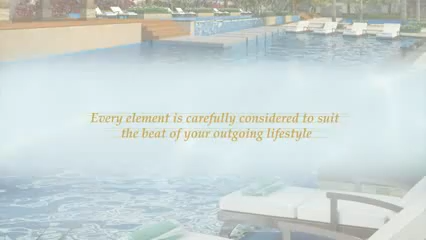 Every element is carefully considered to suit
the beat of your outgoing lifestyle